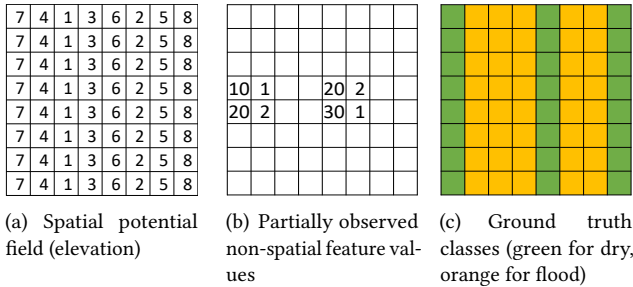 7 4 1 3 6 2 5 8
7 4 1 3 6 2 5 8
7 4 1 3 6 2 5 8
7 4 1 3 6 2 5 8
7 4 1 3 6 2 5 8
7 4 1 3 6 2 5 8
7 4 1 3 6 2 5 8
7 4 1 3 6 2 5 8
10 1 20 2
20 2 30 1
(a) Spatial potential
field (elevation)
(b) Partially observed
non-spatial feature val-
ues
(c) Ground truth
classes (green for dry,
orange for flood)